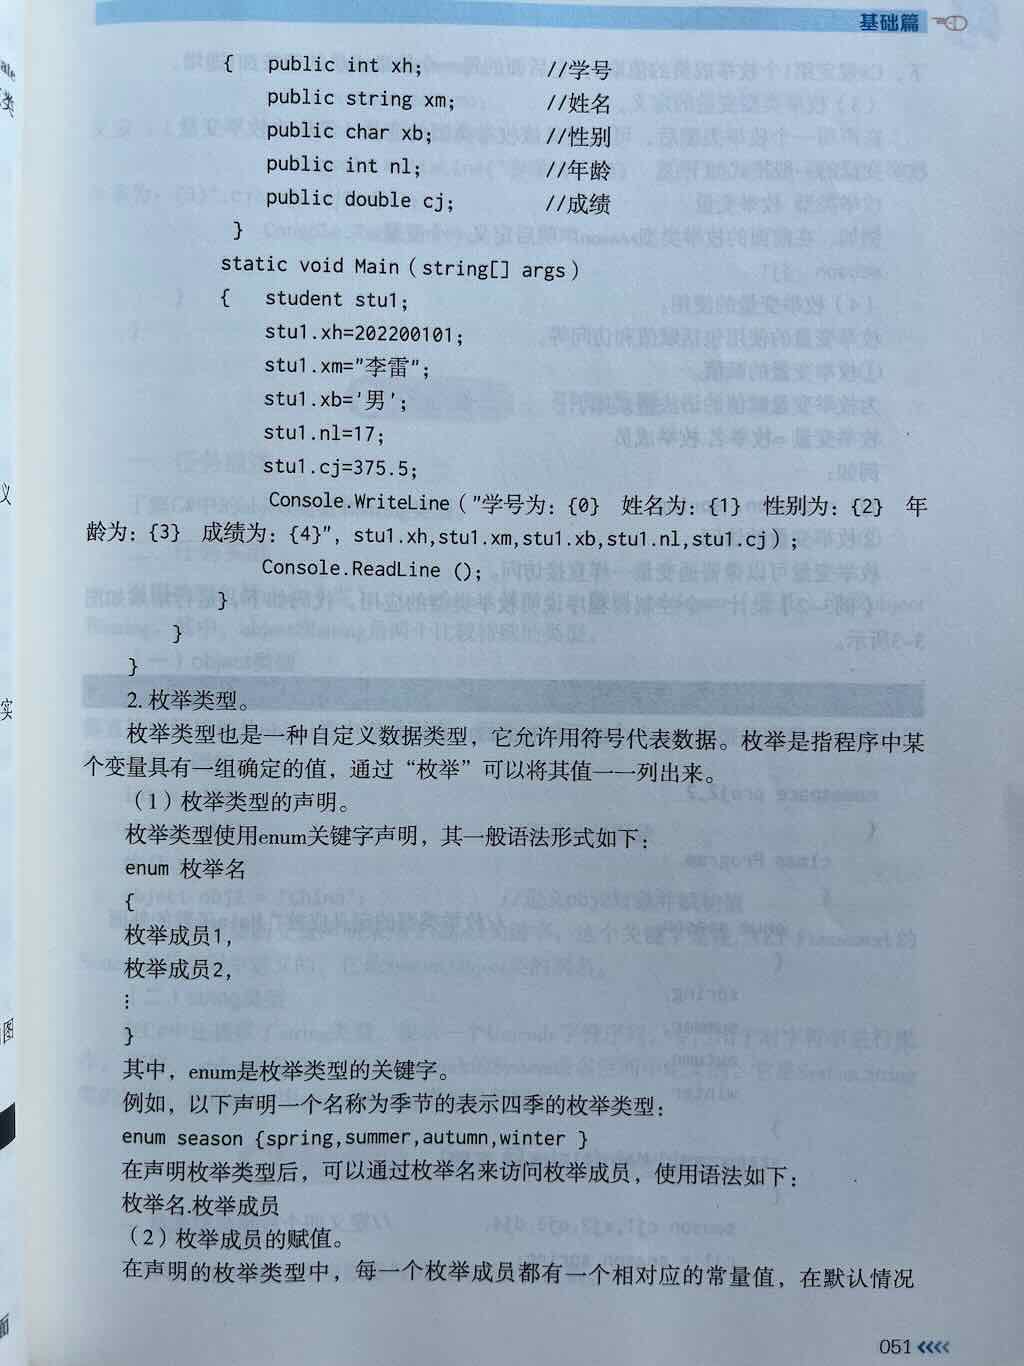 基础篇
{ public int xh; //学号
public string xm; //姓名
public char xb; //性别
public int nl; //年龄
public double cj; //成绩
}
static void Main（string[] args）
{ student stu1;
stu1.xh=202200101;
stu1.xm="李雷";
stu1.xb='男';
stu1.nl=17;
stu1.cj=375.5;
Console.WriteLine（"学号为：{0} 姓名为：{1} 性别为：{2} 年
龄为：{3} 成绩为：{4}", stu1.xh,stu1.xm,stu1.xb,stu1.nl,stu1.cj）;
Console.ReadLine（）;
}
}
}
2. 枚举类型。
枚举类型也是一种自定义数据类型，它允许用符号代表数据。枚举是指程序中某
个变量具有一组确定的值，通过“枚举”可以将其值一一列出来。
（1）枚举类型的声明。
枚举类型使用enum关键字声明，其一般语法形式如下：
enum 枚举名
{
枚举成员1，
枚举成员2，
⋮
}
其中，enum是枚举类型的关键字。
例如，以下声明一个名称为季节的表示四季的枚举类型：
enum season {spring,summer,autumn,winter }
在声明枚举类型后，可以通过枚举名来访问枚举成员，使用语法如下：
枚举名.枚举成员
（2）枚举成员的赋值。
在声明的枚举类型中，每一个枚举成员都有一个相对应的常量值，在默认情况
051